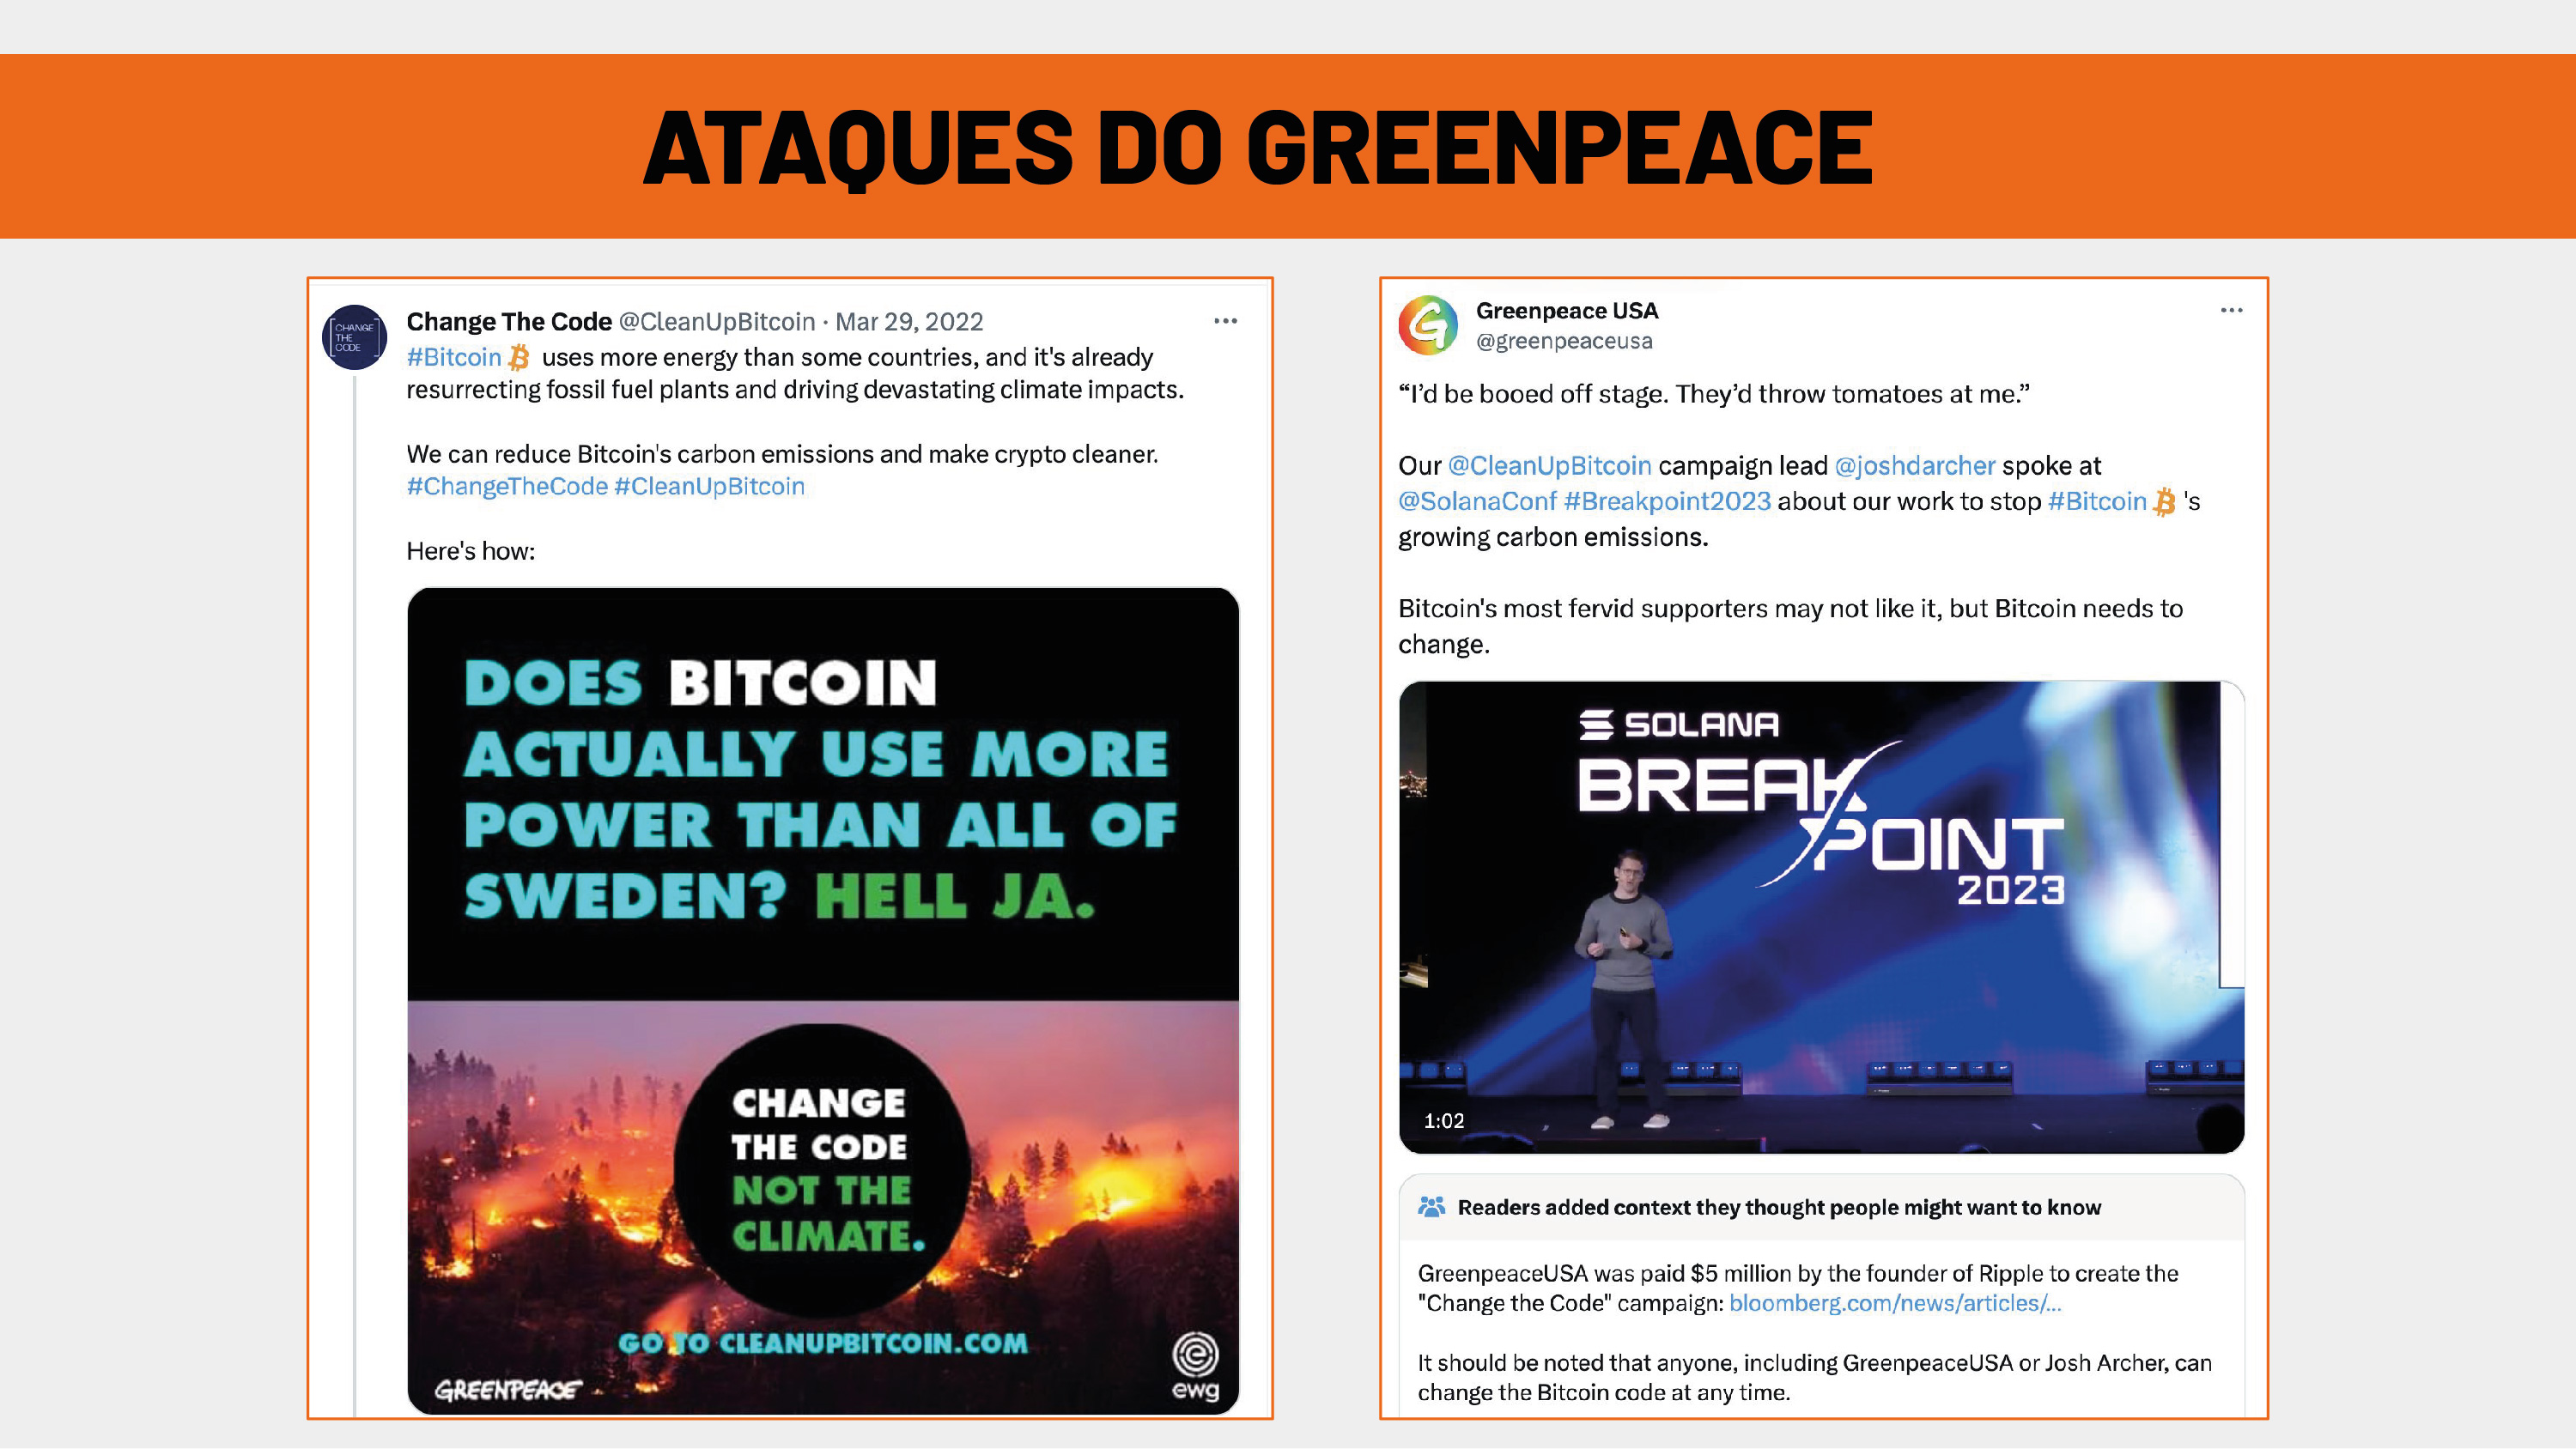 ATAQUES DO GREENPEACE
CHANGE
THE
CODE
Change The Code @CleanUpBitcoin · Mar 29, 2022
#Bitcoin uses more energy than some countries, and it's already
resurrecting fossil fuel plants and driving devastating climate impacts.
We can reduce Bitcoin's carbon emissions and make crypto cleaner.
#ChangeTheCode #CleanUpBitcoin
Here's how:
DOES BITCOIN
ACTUALLY USE MORE
POWER THAN ALL OF
SWEDEN? HELL JA.
CHANGE
THE CODE
NOT THE
CLIMATE.
GO TO CLEANUPBITCOIN.COM
GREENPEACE
ewg
Greenpeace USA
@greenpeaceusa
“I’d be booed off stage. They’d throw tomatoes at me.”
Our @CleanUpBitcoin campaign lead @joshdarcher spoke at
@SolanaConf #Breakpoint2023 about our work to stop #Bitcoin 's
growing carbon emissions.
Bitcoin's most fervid supporters may not like it, but Bitcoin needs to
change.
SOLANA
BREAK
POINT
2023
1:02
Readers added context they thought people might want to know
GreenpeaceUSA was paid $5 million by the founder of Ripple to create the
"Change the Code" campaign: bloomberg.com/news/articles/...
It should be noted that anyone, including GreenpeaceUSA or Josh Archer, can
change the Bitcoin code at any time.